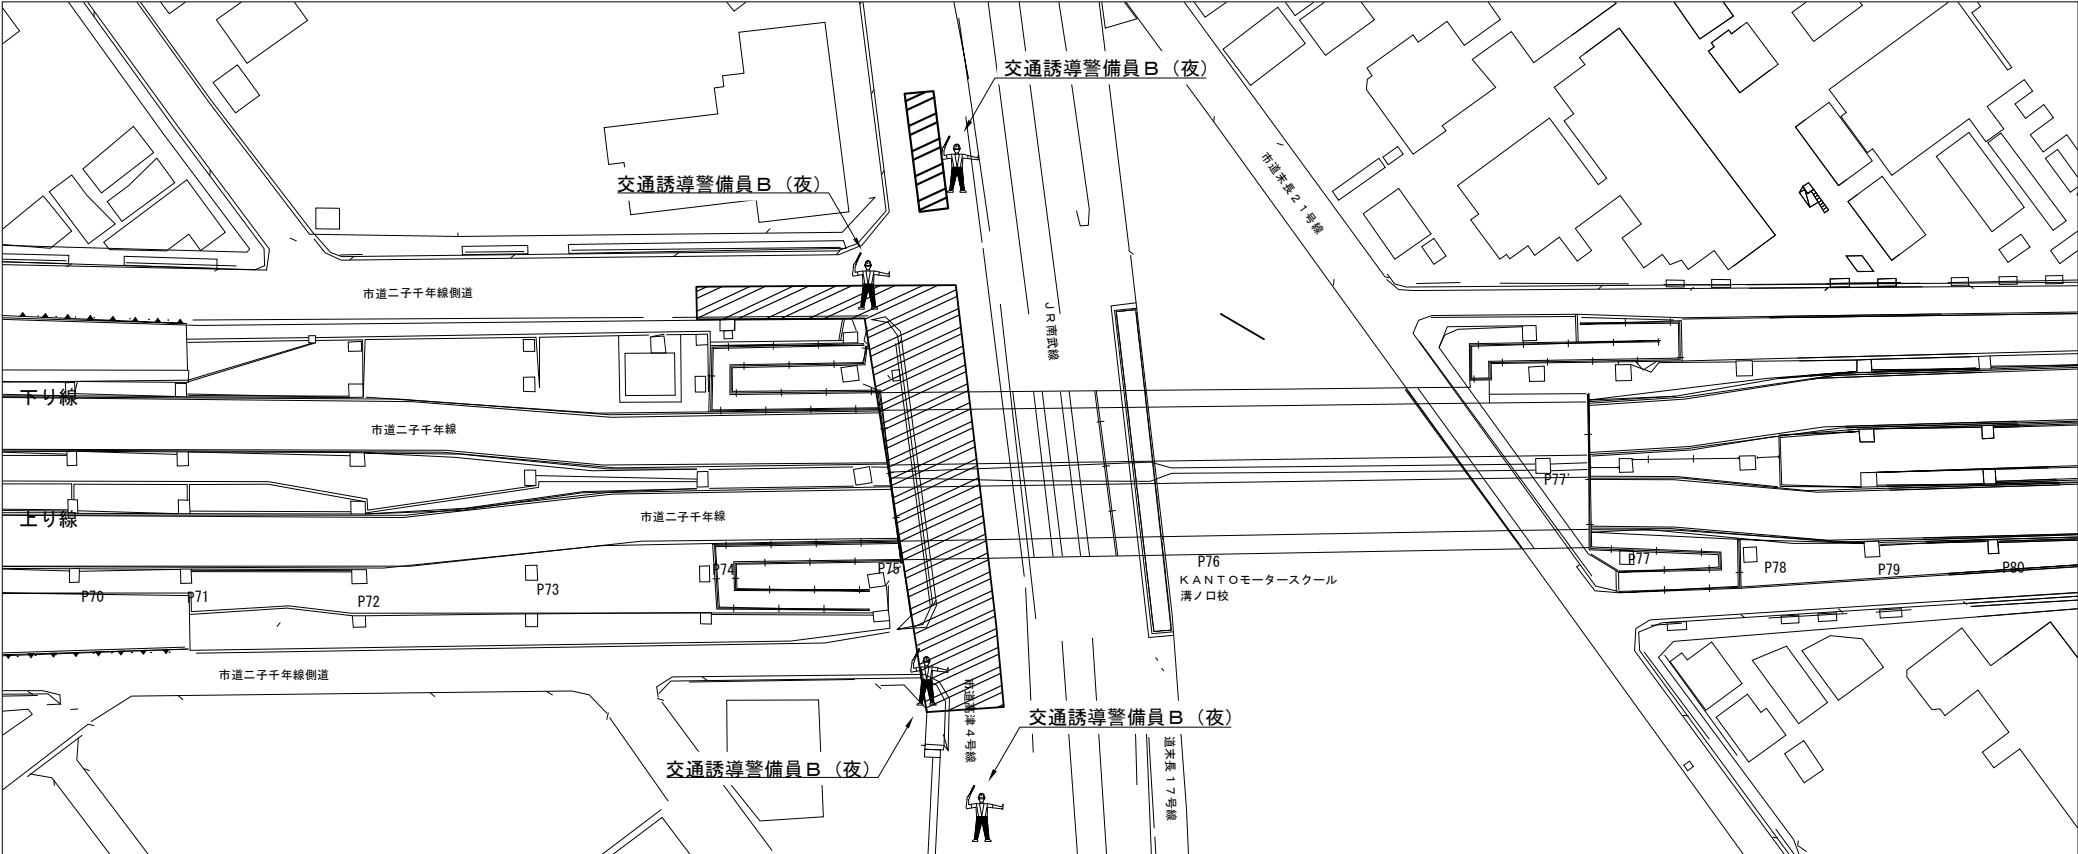 交通誘導警備員Ｂ（夜）
交通誘導警備員Ｂ（夜）
市道末長２１号線
市道二子千年線側道
ＪＲ南武線
下り線
市道二子千年線
P77'
上り線
市道二子千年線
P70
P71
P72
P73
P74
P75
P76
P77
P78
P79
P80
ＫＡＮＴＯモータースクール
溝ノ口校
市道二子千年線側道
市道高津４号線
交通誘導警備員Ｂ（夜）
交通誘導警備員Ｂ（夜）
道末長１７号線